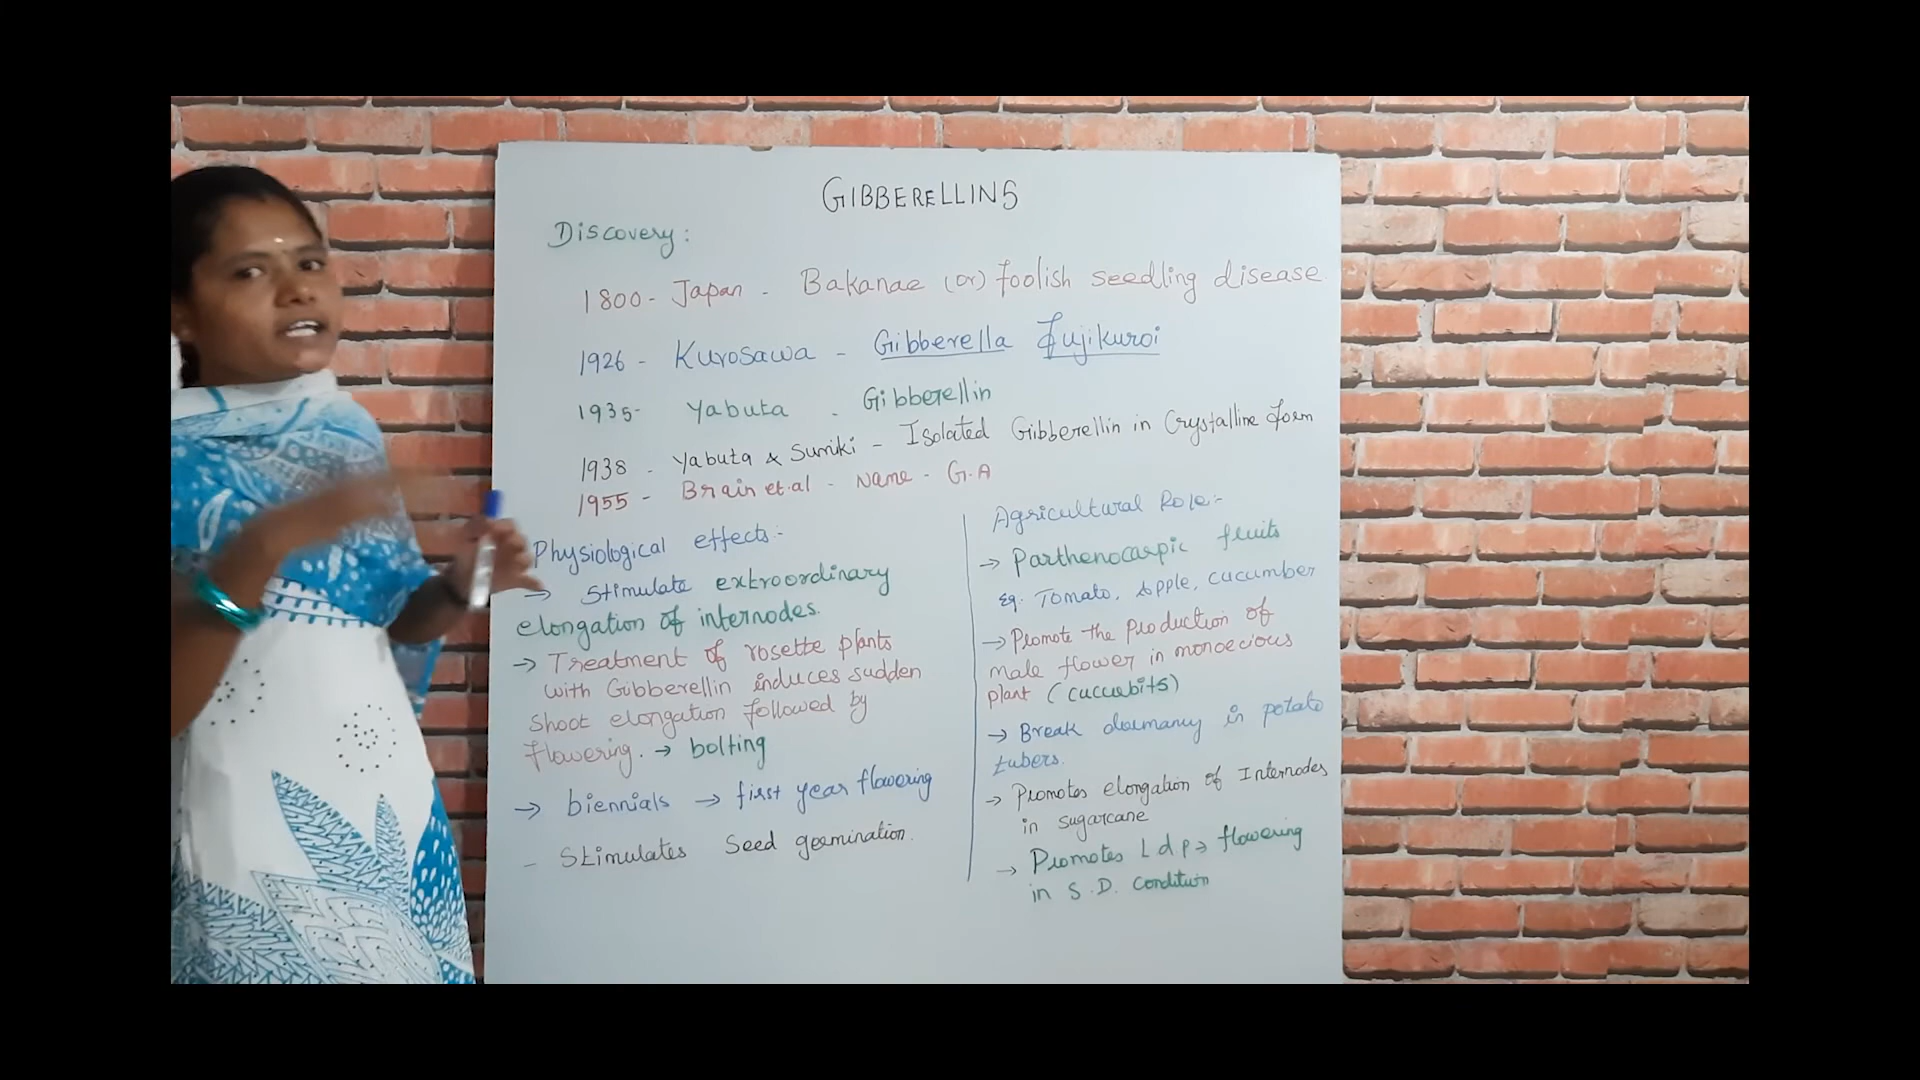 GIBBERELLINS
Discovery:
1800 - Japan - Bakanae (or) foolish seedling disease
1926 - Kurosawa - Gibberella fujikuroi
1935 - Yabuta - Gibberellin
1938 - Yabuta & Sumiki - Isolated Gibberellin in Crystalline form
1955 - Brain et.al - Name - G.A
Physiological effects:-
→ Stimulate extroordinary
elongation of internodes.
→ Treatment of rosette plants
with Gibberellin induces sudden
shoot elongation followed by
flowering. → bolting
→ biennials → first year flowering
- Stimulates Seed germination.
Agricultural Role:-
→ Parthenocarpic fruits
Eg. Tomato, Apple, Cucumber
→ Promote the Production of
male flower in monoecious
plant (cucurbits)
→ Break dormancy in potato
tubers.
→ Promotes elongation of Internodes
in sugarcane
→ Promotes L d p → flowering
in S.D. Condition